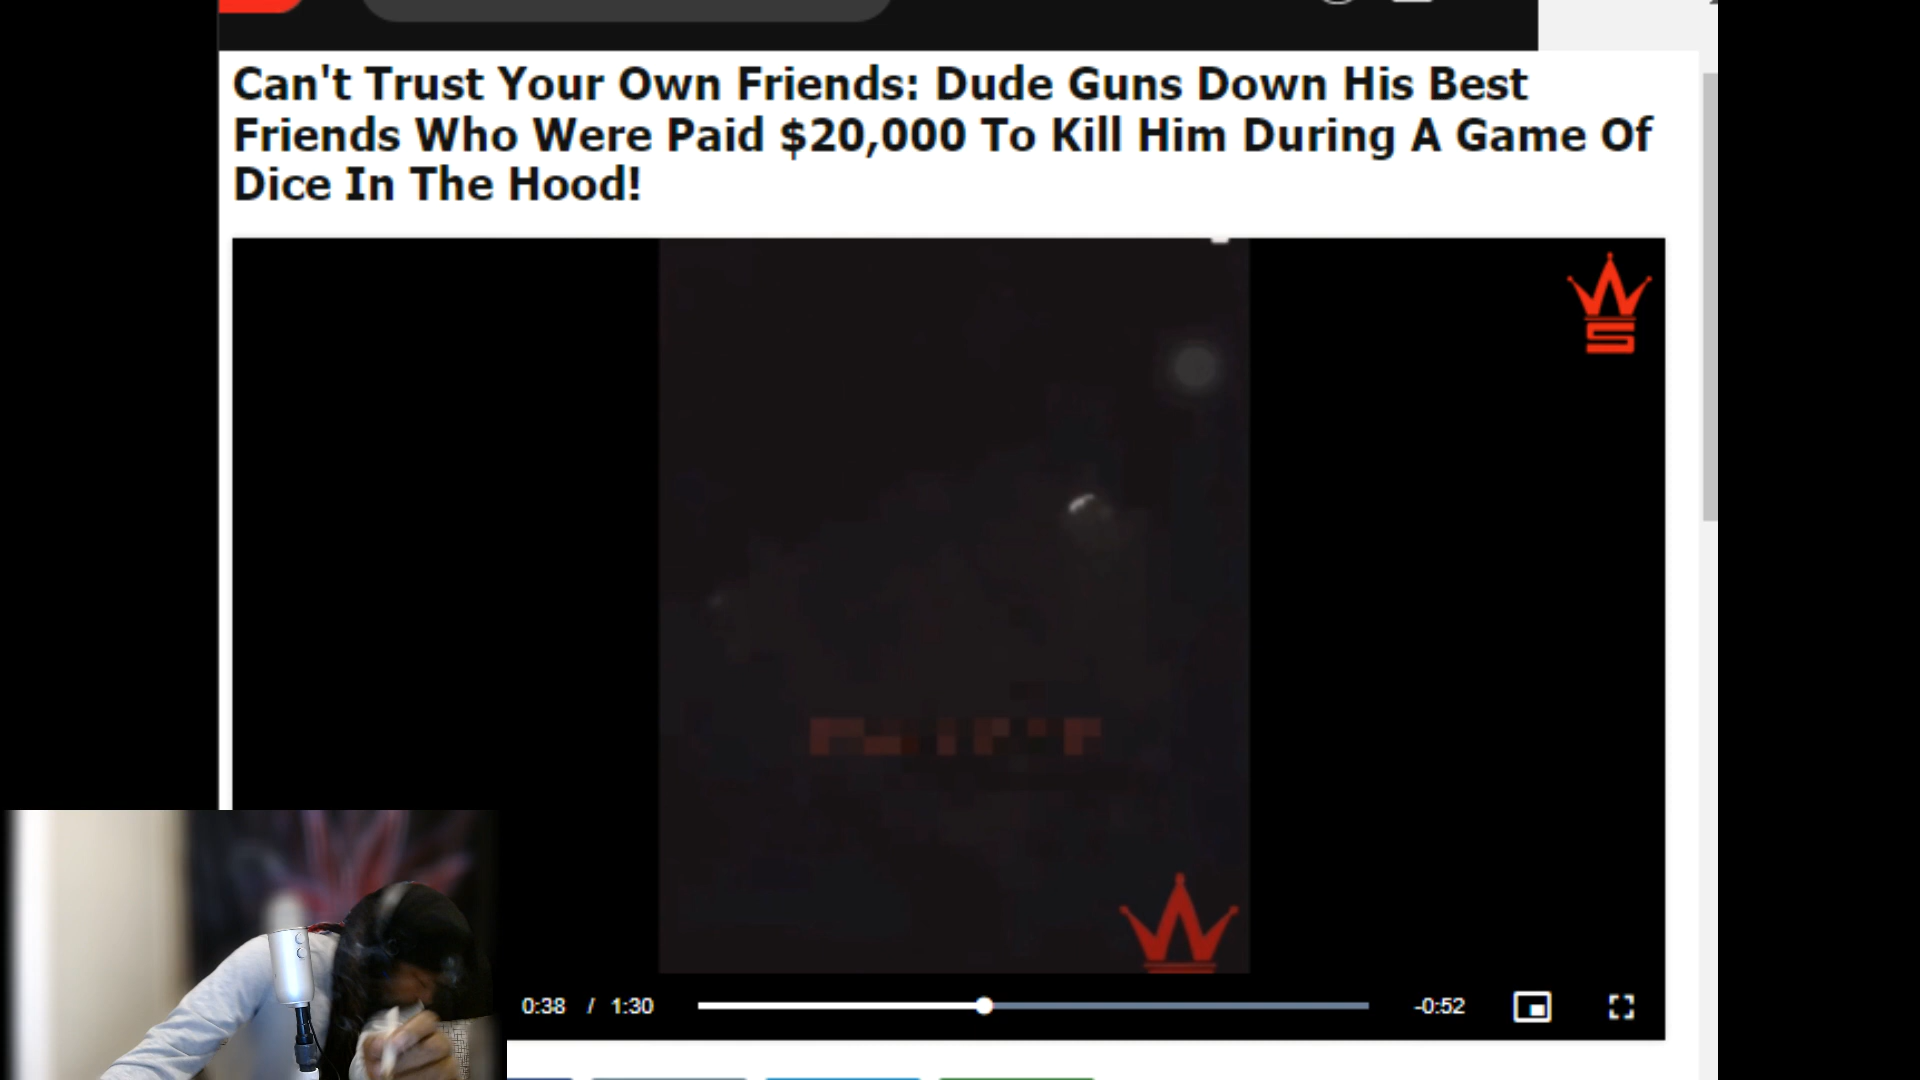 Can't Trust Your Own Friends: Dude Guns Down His Best
Friends Who Were Paid $20,000 To Kill Him During A Game Of
Dice In The Hood!
0:38 / 1:30 -0:52